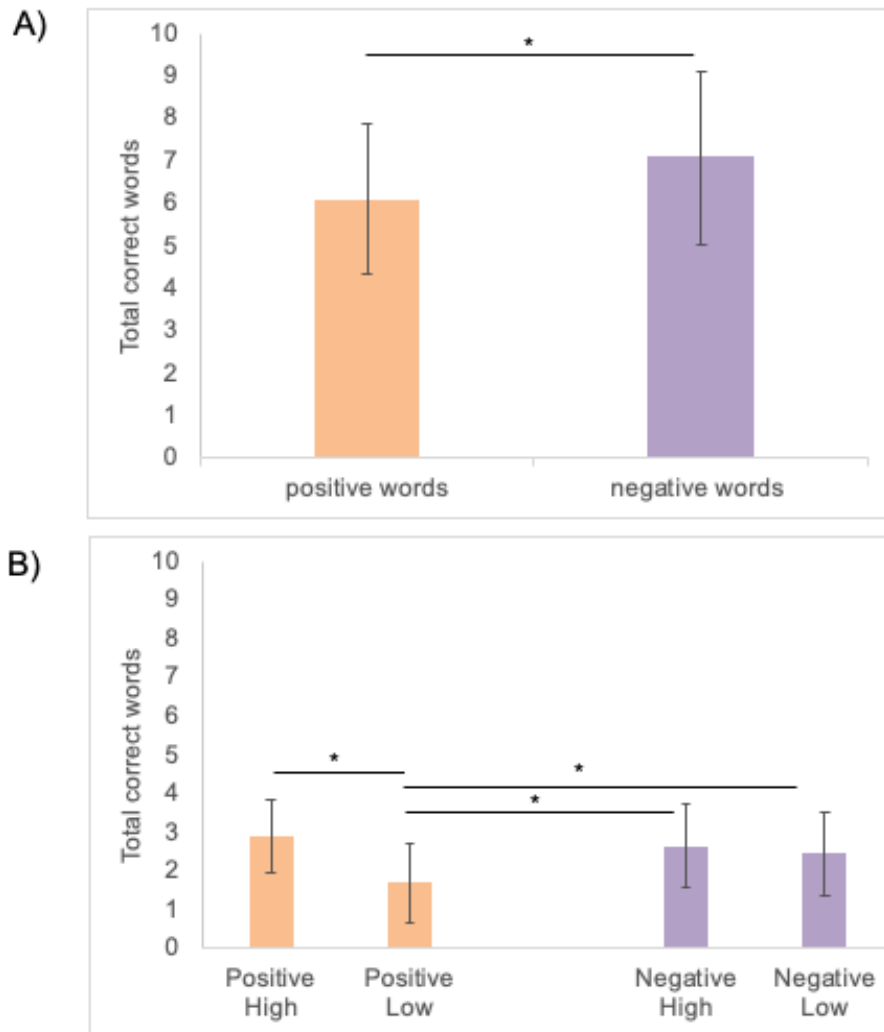 A)
Total correct words
10
9
8
7
6
5
4
3
2
1
0
*
positive words
negative words
B)
Total correct words
10
9
8
7
6
5
4
3
2
1
0
*
*
*
Positive
High
Positive
Low
Negative
High
Negative
Low